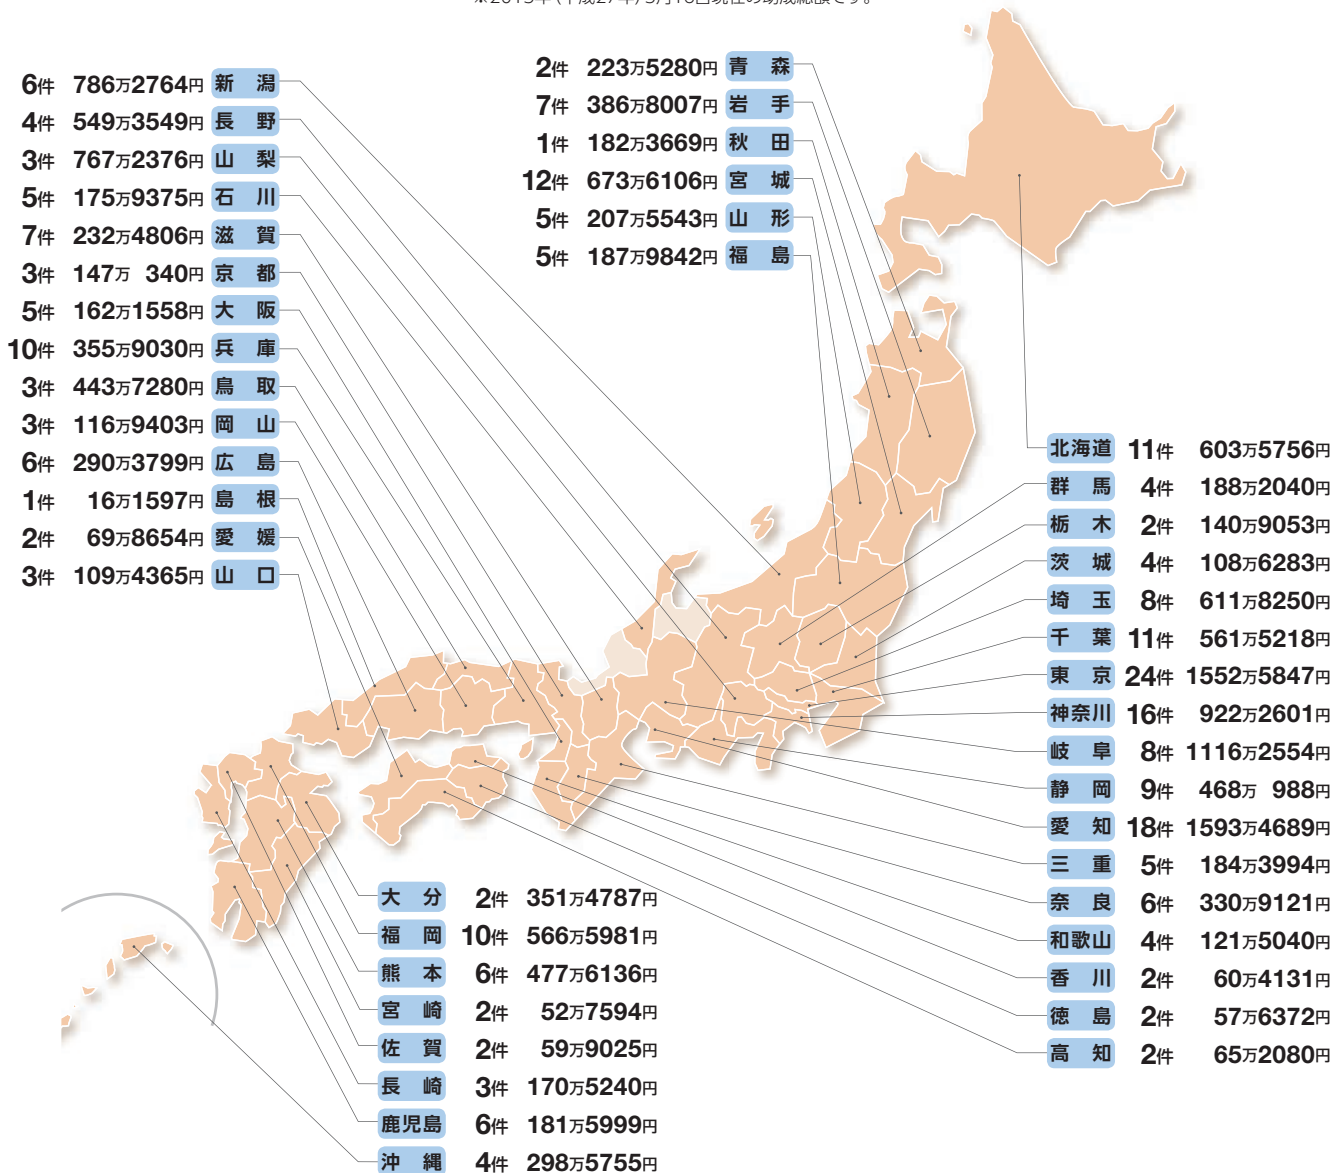 6件 786万2764円 新潟
4件 549万3549円 長野
3件 767万2376円 山梨
5件 175万9375円 石川
7件 232万4806円 滋賀
3件 147万 340円 京都
5件 162万1558円 大阪
10件 355万9030円 兵庫
3件 443万7280円 鳥取
3件 116万9403円 岡山
6件 290万3799円 広島
1件 16万1597円 島根
2件 69万8654円 愛媛
3件 109万4365円 山口
2件 223万5280円 青森
7件 386万8007円 岩手
1件 182万3669円 秋田
12件 673万6106円 宮城
5件 207万5543円 山形
5件 187万9842円 福島
北海道 11件 603万5756円
群馬 4件 188万2040円
栃木 2件 140万9053円
茨城 4件 108万6283円
埼玉 8件 611万8250円
千葉 11件 561万5218円
東京 24件 1552万5847円
神奈川 16件 922万2601円
岐阜 8件 1116万2554円
静岡 9件 468万 988円
愛知 18件 1593万4689円
三重 5件 184万3994円
奈良 6件 330万9121円
和歌山 4件 121万5040円
香川 2件 60万4131円
徳島 2件 57万6372円
高知 2件 65万2080円
大分 2件 351万4787円
福岡 10件 566万5981円
熊本 6件 477万6136円
宮崎 2件 52万7594円
佐賀 2件 59万9025円
長崎 3件 170万5240円
鹿児島 6件 181万5999円
沖縄 4件 298万5755円